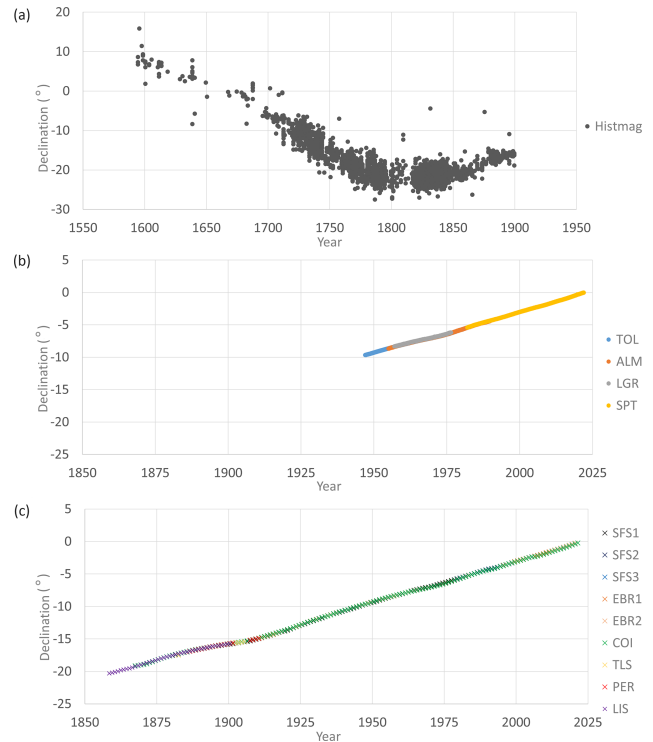 (a)
20
10
0
-10
-20
-30
Declination (°)
1550 1600 1650 1700 1750 1800 1850 1900 1950
Year
Histmag
(b)
5
0
-5
-10
-15
-20
-25
Declination (°)
1850 1875 1900 1925 1950 1975 2000 2025
Year
TOL
ALM
LGR
SPT
(c)
5
0
-5
-10
-15
-20
-25
Declination (°)
1850 1875 1900 1925 1950 1975 2000 2025
Year
SFS1
SFS2
SFS3
EBR1
EBR2
COI
TLS
PER
LIS